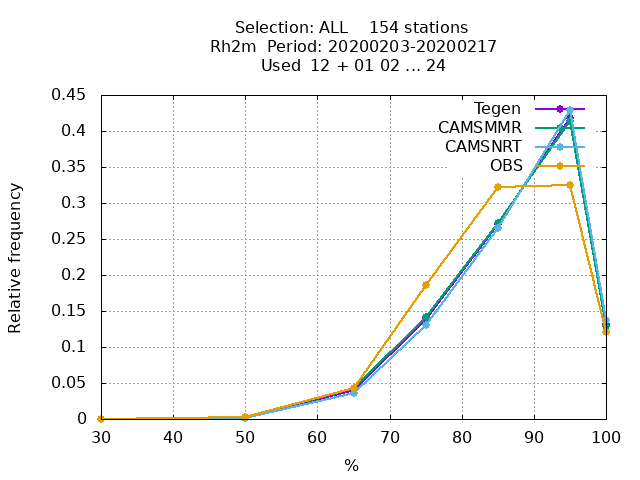 Selection: ALL    154 stations
Rh2m  Period: 20200203-20200217
Used  12 + 01 02 ... 24
Relative frequency
0.45
0.4
0.35
0.3
0.25
0.2
0.15
0.1
0.05
0
Tegen
CAMSMMR
CAMSNRT
OBS
30 40 50 60 70 80 90 100
%